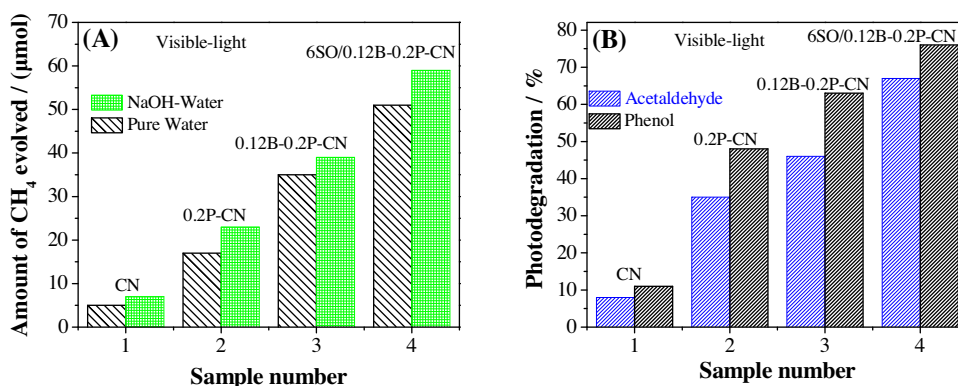 (A)
Visible-light
6SO/0.12B-0.2P-CN
NaOH-Water
Pure Water
0.12B-0.2P-CN
0.2P-CN
CN
Amount of CH₄ evolved / (μmol)
70
60
50
40
30
20
10
0
1 2 3 4
Sample number
(B)
Visible-light
6SO/0.12B-0.2P-CN
Acetaldehyde
Phenol
0.12B-0.2P-CN
0.2P-CN
CN
Photodegradation / %
80
70
60
50
40
30
20
10
0
1 2 3 4
Sample number